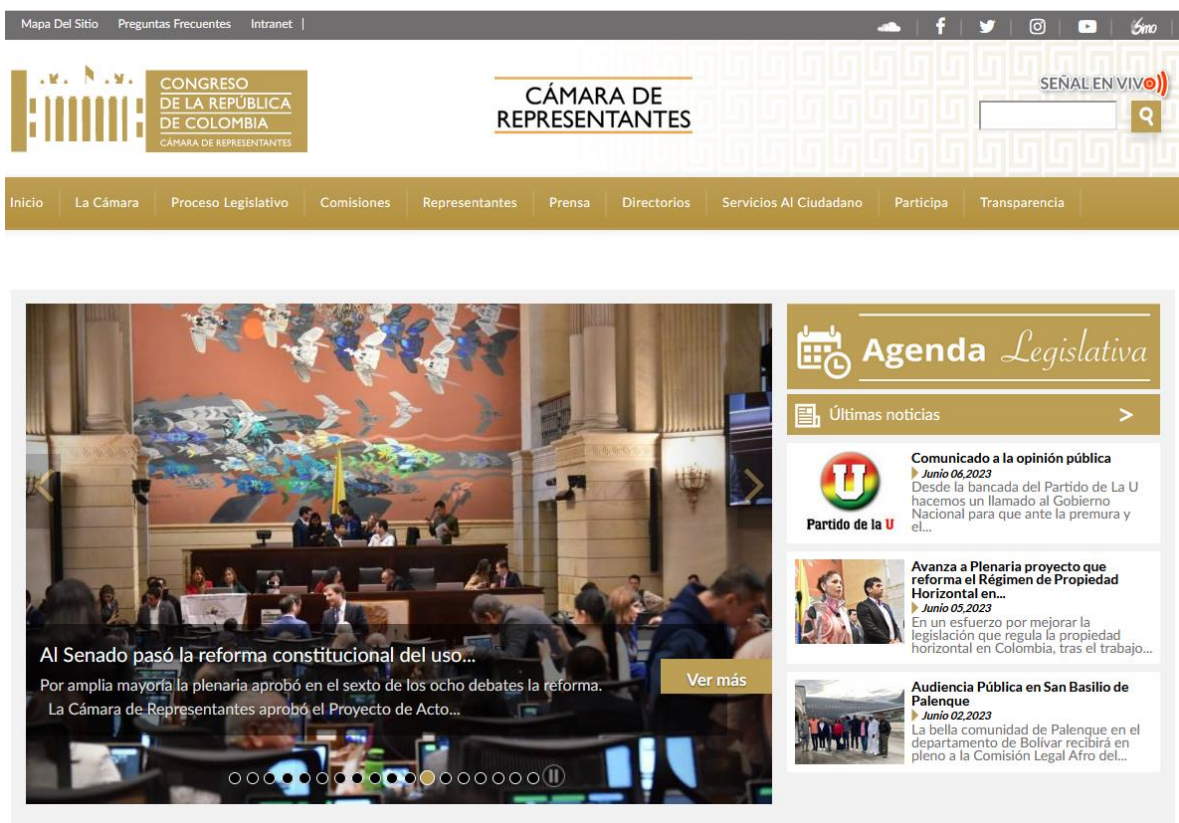 Mapa Del Sitio Preguntas Frecuentes Intranet |
CONGRESO
DE LA REPÚBLICA
DE COLOMBIA
CÁMARA DE REPRESENTANTES
CÁMARA DE
REPRESENTANTES
SEÑAL EN VIVO
Inicio La Cámara Proceso Legislativo Comisiones Representantes Prensa Directorios Servicios Al Ciudadano Participa Transparencia
Al Senado pasó la reforma constitucional del uso...
Por amplia mayoría la plenaria aprobó en el sexto de los ocho debates la reforma.
La Cámara de Representantes aprobó el Proyecto de Acto...
Ver más
Agenda Legislativa
Últimas noticias >
U
Partido de la U
Comunicado a la opinión pública
Junio 06,2023
Desde la bancada del Partido de La U
hacemos un llamado al Gobierno
Nacional para que ante la premura y
el...
Avanza a Plenaria proyecto que
reforma el Régimen de Propiedad
Horizontal en...
Junio 05,2023
En un esfuerzo por mejorar la
legislación que regula la propiedad
horizontal en Colombia, tras el trabajo...
Audiencia Pública en San Basilio de
Palenque
Junio 02,2023
La bella comunidad de Palenque en el
departamento de Bolívar recibirá en
pleno a la Comisión Legal Afro del...